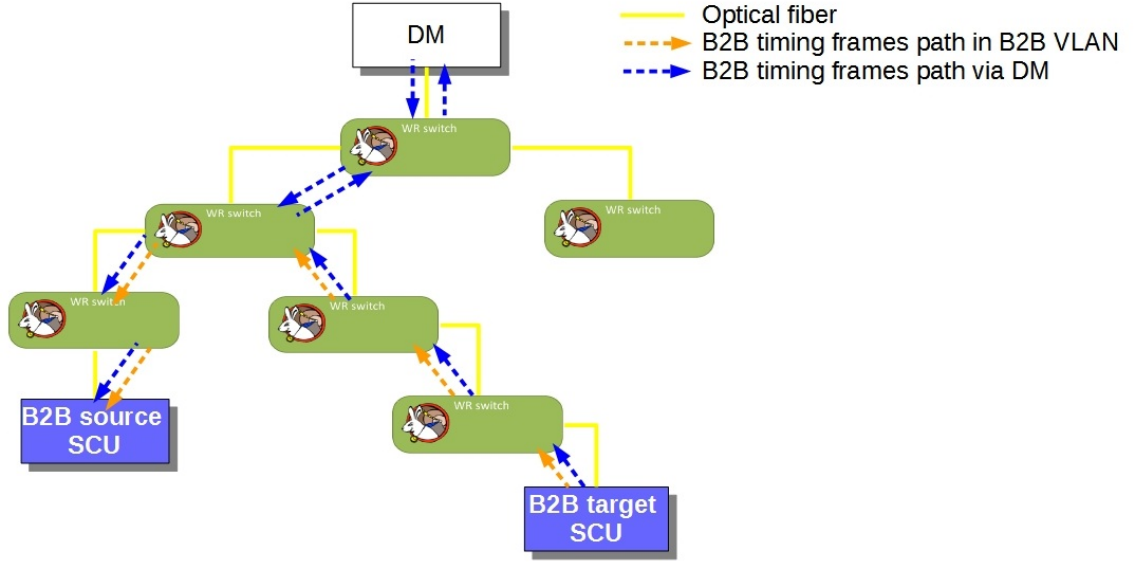 DM
Optical fiber
B2B timing frames path in B2B VLAN
B2B timing frames path via DM
WR switch
WR switch
WR switch
WR switch
WR switch
WR switch
B2B source
SCU
B2B target
SCU